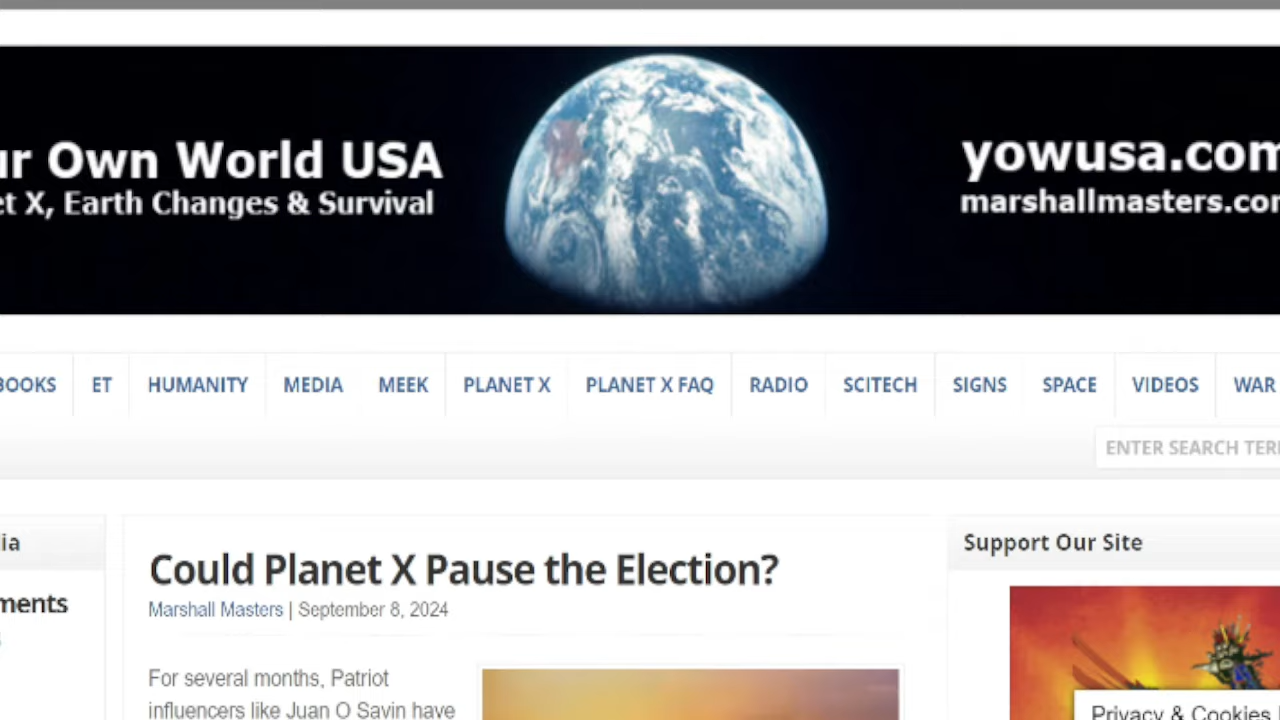 ur Own World USA
et X, Earth Changes & Survival
yowusa.com
marshallmasters.com
BOOKS ET HUMANITY MEDIA MEEK PLANET X PLANET X FAQ RADIO SCITECH SIGNS SPACE VIDEOS WAR
ENTER SEARCH TER
ia
ments
Could Planet X Pause the Election?
Marshall Masters | September 8, 2024
For several months, Patriot
influencers like Juan O Savin have
Support Our Site
Privacy & Cookies